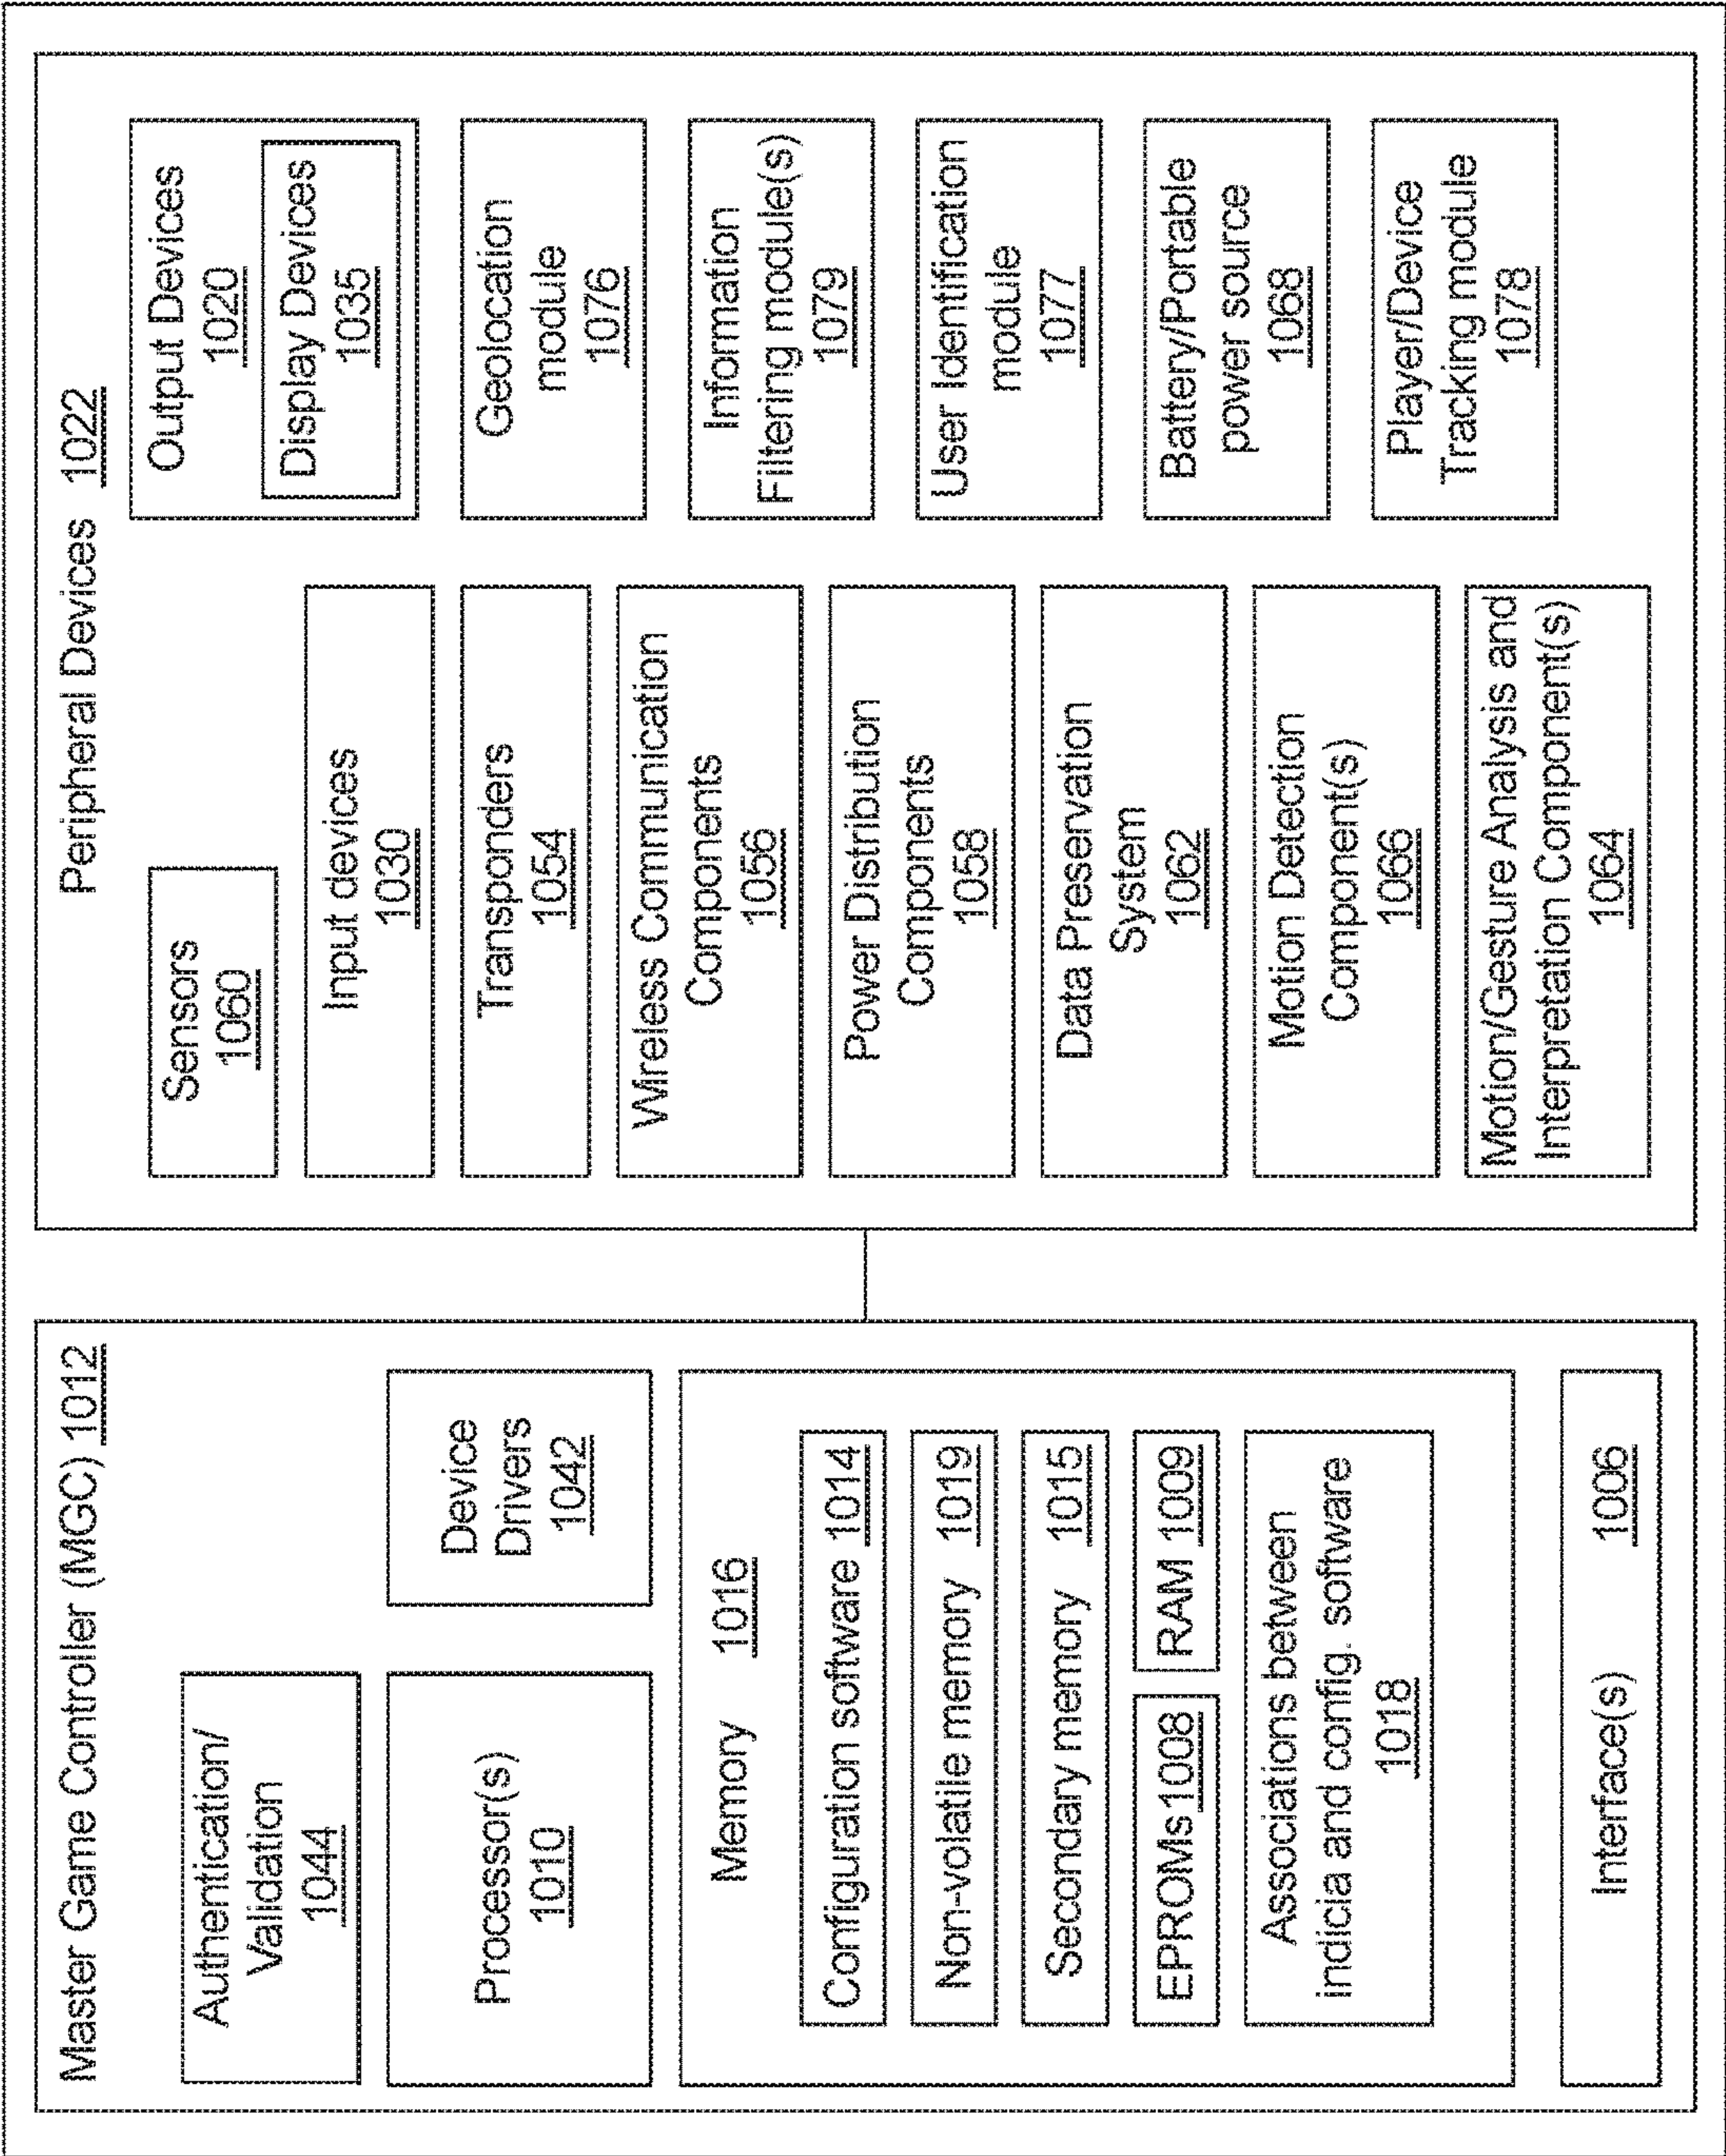 Master Game Controller (MGC) 1012
Authentication/
Validation
1044
Processor(s)
1010
Device
Drivers
1042
Memory 1016
Configuration software 1014
Non-volatile memory 1019
Secondary memory 1015
EPROMs1008
RAM 1009
Associations between
indicia and config. software
1018
Interface(s) 1006
Peripheral Devices 1022
Sensors
1060
Input devices
1030
Transponders
1054
Wireless Communication
Components
1056
Power Distribution
Components
1058
Data Preservation
System
1062
Motion Detection
Component(s)
1066
Motion/Gesture Analysis and
Interpretation Component(s)
1064
Output Devices
1020
Display Devices
1035
Geolocation
module
1076
Information
Filtering module(s)
1079
User Identification
module
1077
Battery/Portable
power source
1068
Player/Device
Tracking module
1078